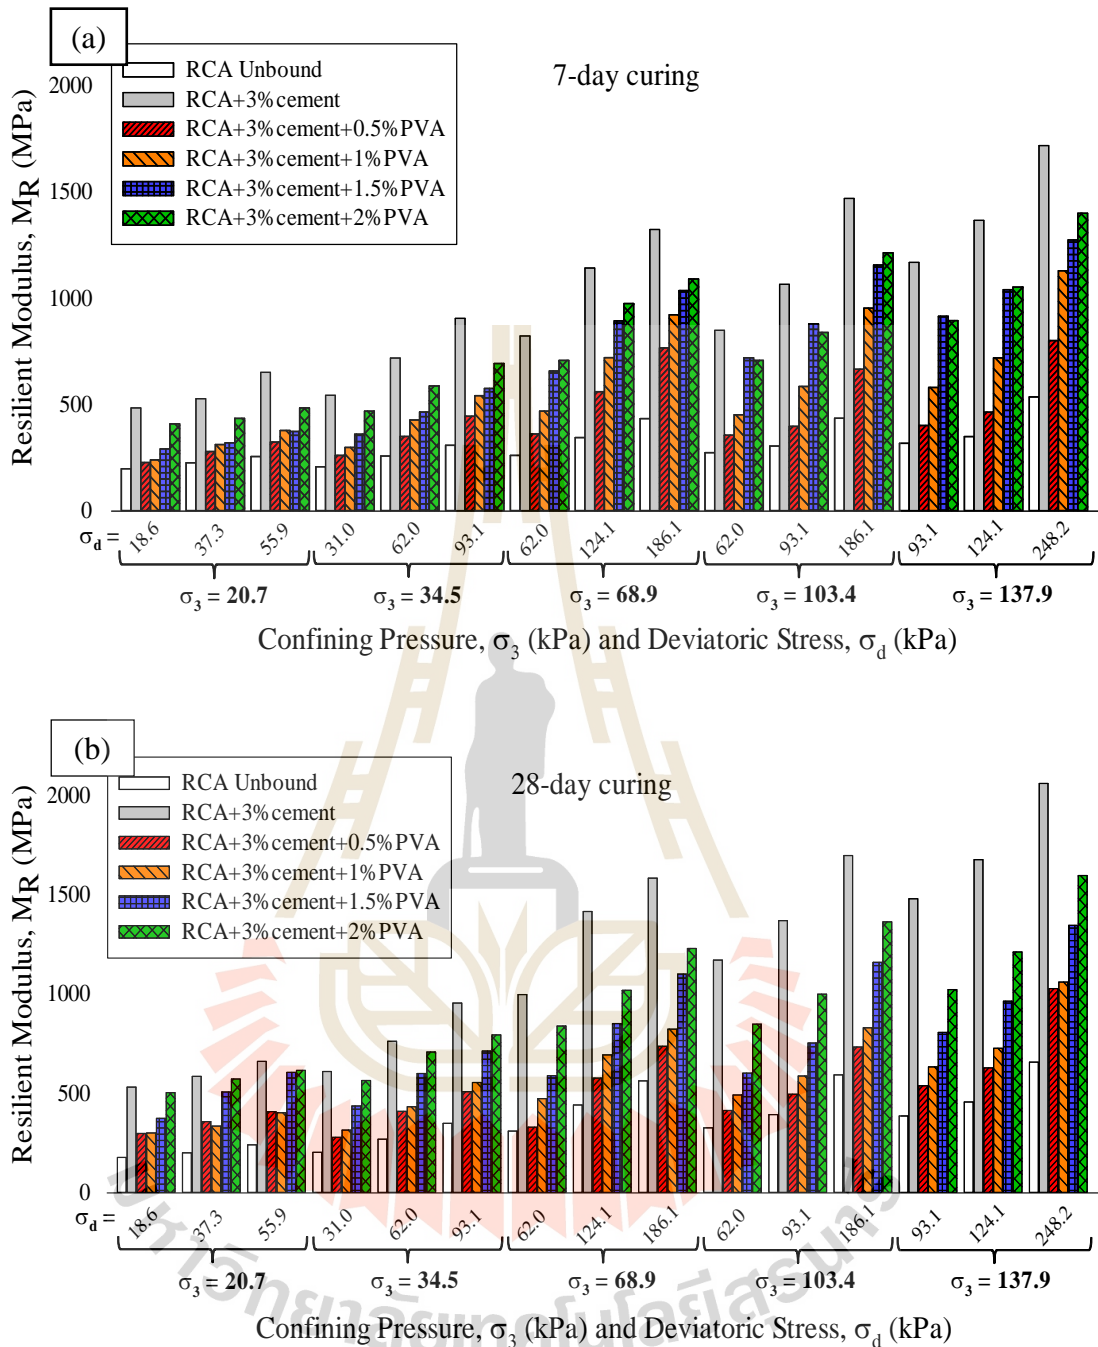 (a)
7-day curing
RCA Unbound
RCA+3%cement
RCA+3%cement+0.5%PVA
RCA+3%cement+1%PVA
RCA+3%cement+1.5%PVA
RCA+3%cement+2%PVA
Resilient Modulus, MR (MPa)
2000
1500
1000
500
0
σd = 18.6 37.3 55.9 31.0 62.0 93.1 62.0 124.1 186.1 62.0 93.1 186.1 93.1 124.1 248.2
σ3 = 20.7 σ3 = 34.5 σ3 = 68.9 σ3 = 103.4 σ3 = 137.9
Confining Pressure, σ3 (kPa) and Deviatoric Stress, σd (kPa)
(b)
28-day curing
RCA Unbound
RCA+3%cement
RCA+3%cement+0.5%PVA
RCA+3%cement+1%PVA
RCA+3%cement+1.5%PVA
RCA+3%cement+2%PVA
Resilient Modulus, MR (MPa)
2000
1500
1000
500
0
σd = 18.6 37.3 55.9 31.0 62.0 93.1 62.0 124.1 186.1 62.0 93.1 186.1 93.1 124.1 248.2
σ3 = 20.7 σ3 = 34.5 σ3 = 68.9 σ3 = 103.4 σ3 = 137.9
Confining Pressure, σ3 (kPa) and Deviatoric Stress, σd (kPa)